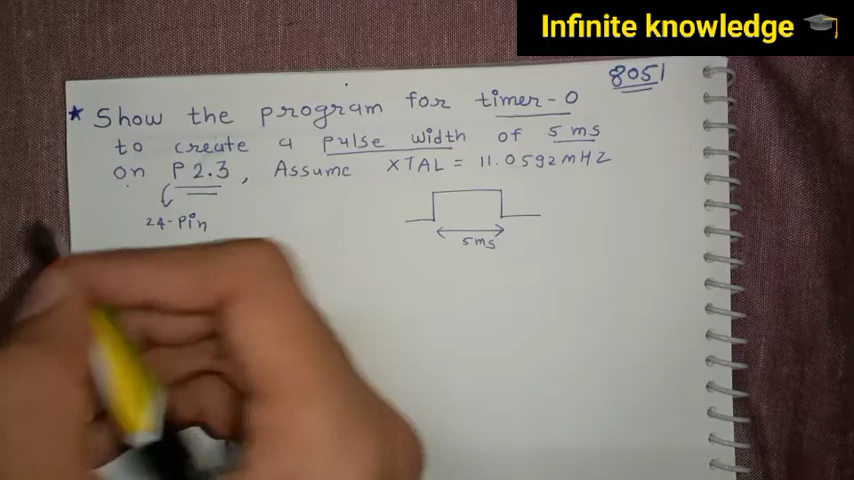 Infinite knowledge 🎓
8051
★ Show the program for timer-0
to create a pulse width of 5 ms
on P2.3, Assume XTAL = 11.0592 mHz
24-Pin
5ms